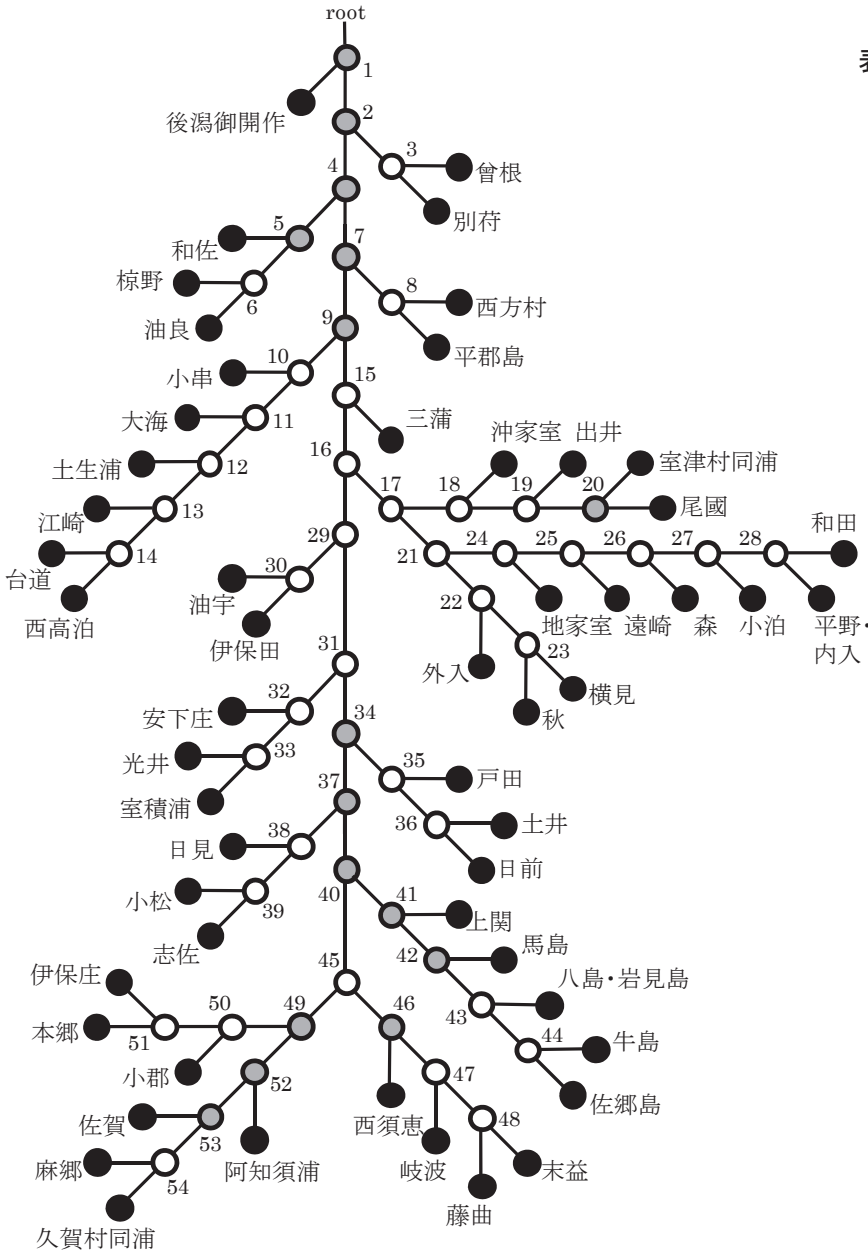 root
表
1
後潟御開作
2
3
曾根
別荷
4
5
和佐
椋野
6
油良
7
8
西方村
平郡島
9
小串
10
15
三蒲
大海
11
16
沖家室 出井
室津村同浦
土生浦
12
17
18
19
20
尾國
江崎
13
29
21
24
25
26
27
28
和田
台道
14
30
油宇
22
西高泊
伊保田
地家室 遠崎 森 小泊 平野・
内入
外入
23
横見
秋
31
安下庄
32
34
光井
33
35
戸田
室積浦
37
36
土井
日見
38
日前
40
41
上関
小松
39
志佐
42
馬島
伊保庄
45
八島・岩見島
50
49
46
43
44
牛島
本郷
51
小郡
47
佐郷島
52
西須恵
48
佐賀
53
阿知須浦
岐波
末益
麻郷
54
藤曲
久賀村同浦